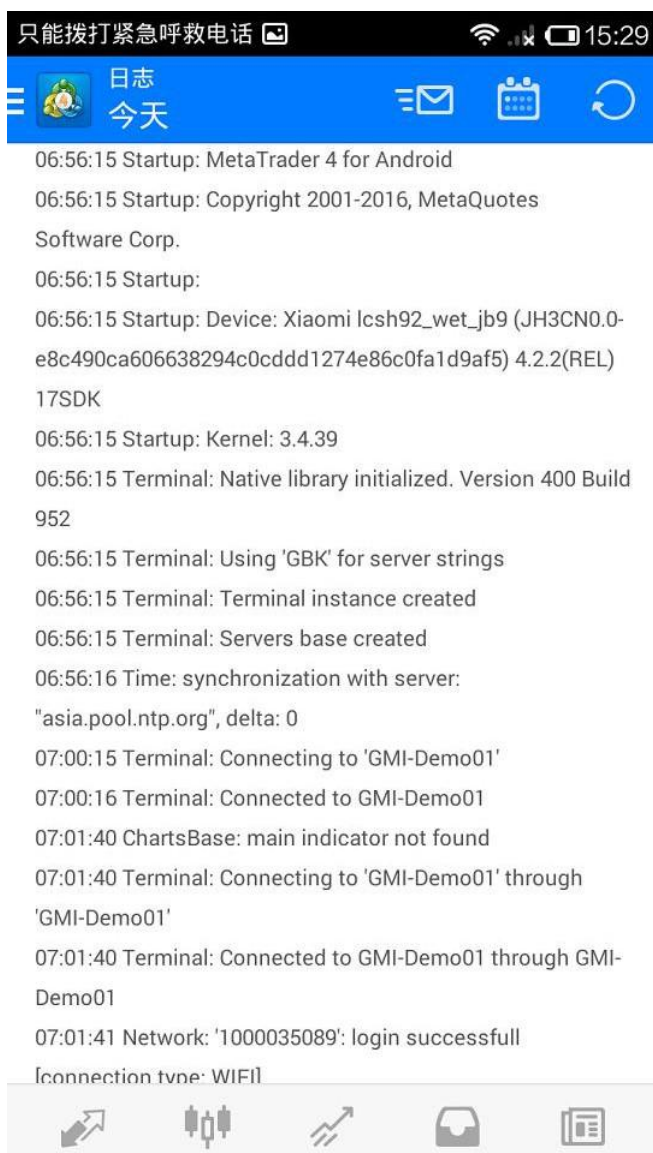 只能拨打紧急呼救电话 15:29
日志
今天
06:56:15 Startup: MetaTrader 4 for Android
06:56:15 Startup: Copyright 2001-2016, MetaQuotes
Software Corp.
06:56:15 Startup:
06:56:15 Startup: Device: Xiaomi lcsh92_wet_jb9 (JH3CN0.0-
e8c490ca606638294c0cddd1274e86c0fa1d9af5) 4.2.2(REL)
17SDK
06:56:15 Startup: Kernel: 3.4.39
06:56:15 Terminal: Native library initialized. Version 400 Build
952
06:56:15 Terminal: Using 'GBK' for server strings
06:56:15 Terminal: Terminal instance created
06:56:15 Terminal: Servers base created
06:56:16 Time: synchronization with server:
"asia.pool.ntp.org", delta: 0
07:00:15 Terminal: Connecting to 'GMI-Demo01'
07:00:16 Terminal: Connected to GMI-Demo01
07:01:40 ChartsBase: main indicator not found
07:01:40 Terminal: Connecting to 'GMI-Demo01' through
'GMI-Demo01'
07:01:40 Terminal: Connected to GMI-Demo01 through GMI-
Demo01
07:01:41 Network: '1000035089': login successfull
[connection type: WIFI]